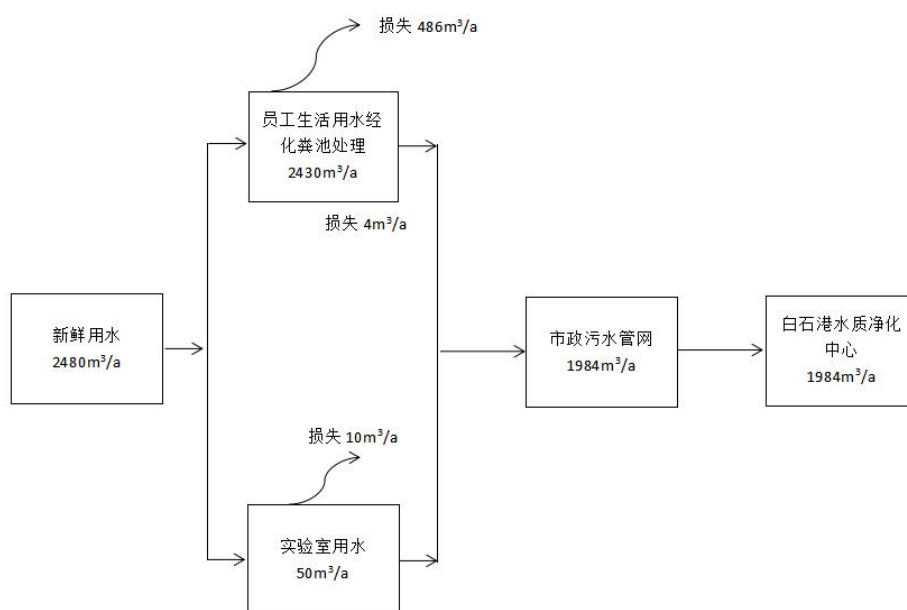 损失 486m³/a
员工生活用水经
化粪池处理
2430m³/a
损失 4m³/a
新鲜用水
2480m³/a
市政污水管网
1984m³/a
白石港水质净化
中心
1984m³/a
损失 10m³/a
实验室用水
50m³/a